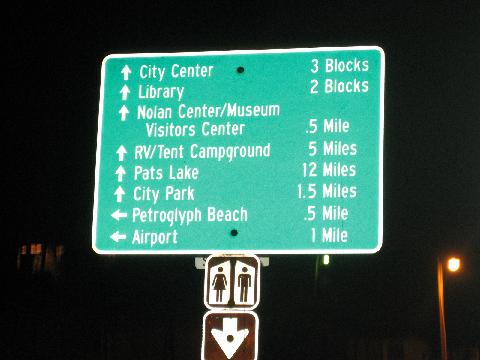 ↑ City Center 3 Blocks
↑ Library 2 Blocks
↑ Nolan Center/Museum
Visitors Center .5 Mile
↑ RV/Tent Campground 5 Miles
↑ Pats Lake 12 Miles
↑ City Park 1.5 Miles
← Petroglyph Beach .5 Mile
← Airport 1 Mile